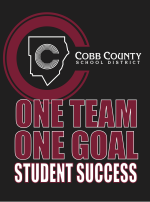 C
COBB COUNTY
SCHOOL DISTRICT
ONE TEAM
ONE GOAL
STUDENT SUCCESS